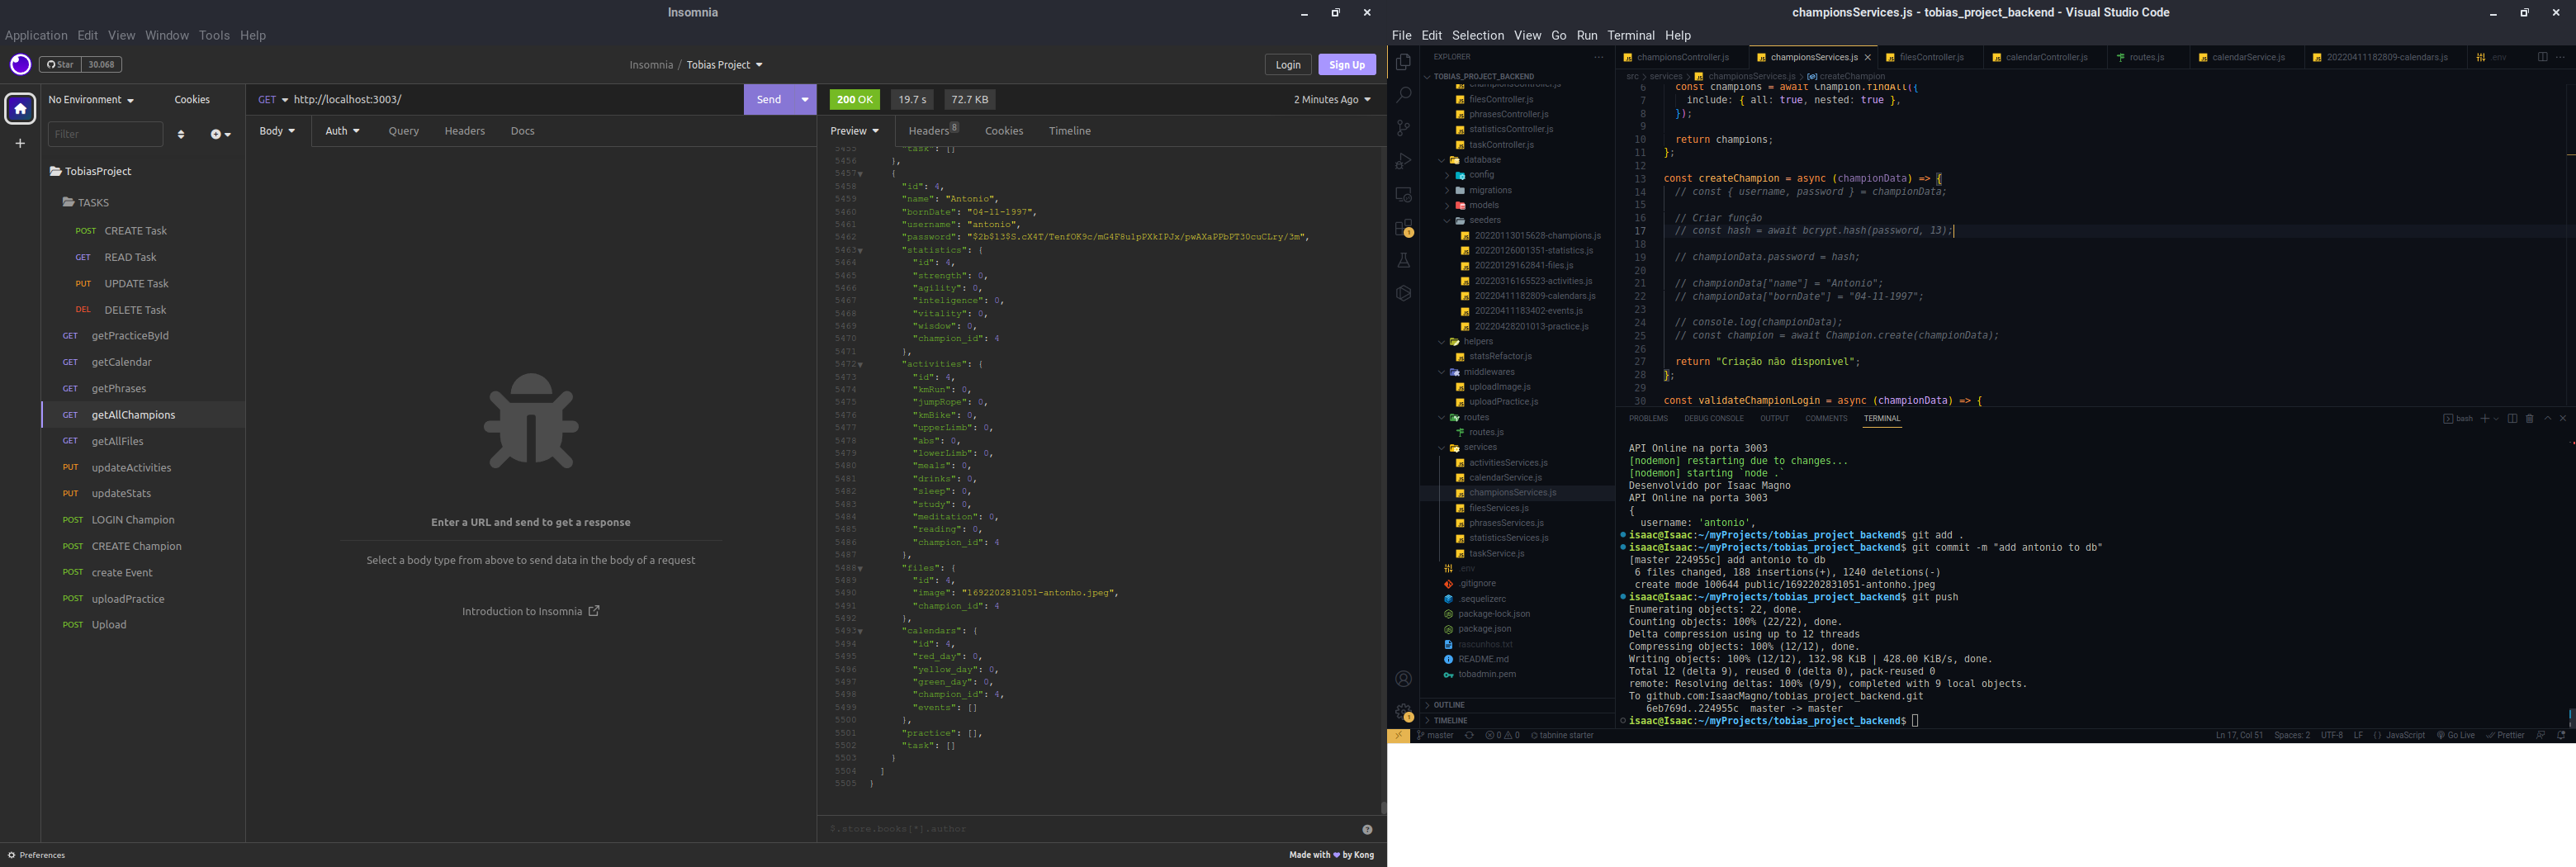 Insomnia
Application Edit View Window Tools Help
Star 30.068
Insomnia / Tobias Project
Login
Sign Up
No Environment
Cookies
Filter
TobiasProject
TASKS
POST CREATE Task
GET READ Task
PUT UPDATE Task
DEL DELETE Task
GET getPracticeById
GET getCalendar
GET getPhrases
GET getAllChampions
GET getAllFiles
PUT updateActivities
PUT updateStats
POST LOGIN Champion
POST CREATE Champion
POST create Event
POST uploadPractice
POST Upload
Preferences
GET http://localhost:3003/
Send
Body Auth Query Headers Docs
Enter a URL and send to get a response
Select a body type from above to send data in the body of a request
Introduction to Insomnia
200 OK 19.7 s 72.7 KB
2 Minutes Ago
Preview Headers 8 Cookies Timeline
5455 "task": []
5456 },
5457 {
5458 "id": 4,
5459 "name": "Antonio",
5460 "bornDate": "04-11-1997",
5461 "username": "antonio",
5462 "password": "$2b$13$S.cX4T/TenfOK9c/mG4F8ulpPXkIPJx/pwAXaPPbPT30cuCLry/3m",
5463 "statistics": {
5464 "id": 4,
5465 "strength": 0,
5466 "agility": 0,
5467 "inteligence": 0,
5468 "vitality": 0,
5469 "wisdow": 0,
5470 "champion_id": 4
5471 },
5472 "activities": {
5473 "id": 4,
5474 "kmRun": 0,
5475 "jumpRope": 0,
5476 "kmBike": 0,
5477 "upperLimb": 0,
5478 "abs": 0,
5479 "lowerLimb": 0,
5480 "meals": 0,
5481 "drinks": 0,
5482 "sleep": 0,
5483 "study": 0,
5484 "meditation": 0,
5485 "reading": 0,
5486 "champion_id": 4
5487 },
5488 "files": {
5489 "id": 4,
5490 "image": "1692202831051-antonho.jpeg",
5491 "champion_id": 4
5492 },
5493 "calendars": {
5494 "id": 4,
5495 "red_day": 0,
5496 "yellow_day": 0,
5497 "green_day": 0,
5498 "champion_id": 4,
5499 "events": []
5500 },
5501 "practice": [],
5502 "task": []
5503 }
5504 ]
5505 }
$.store.books[*].author
Made with by Kong
championsServices.js - tobias_project_backend - Visual Studio Code
File Edit Selection View Go Run Terminal Help
EXPLORER
TOBIAS_PROJECT_BACKEND
championsController.js
filesController.js
phrasesController.js
statisticsController.js
taskController.js
database
config
migrations
models
seeders
20220113015628-champions.js
20220126001351-statistics.js
20220129162841-files.js
20220316165523-activities.js
20220411182809-calendars.js
20220411183402-events.js
20220428201013-practice.js
helpers
statsRefactor.js
middlewares
uploadImage.js
uploadPractice.js
routes
routes.js
services
activitiesServices.js
calendarService.js
championsServices.js
filesServices.js
phrasesServices.js
statisticsServices.js
taskService.js
.env
.gitignore
.sequelizerc
package-lock.json
package.json
rascunhos.txt
README.md
tobadmin.pem
OUTLINE
TIMELINE
championsController.js championsServices.js filesController.js calendarController.js routes.js calendarService.js 20220411182809-calendars.js .env
src > services > championsServices.js > createChampion
6 const champions = await Champion.findAll({
7 include: { all: true, nested: true },
8 });
9
10 return champions;
11 };
12
13 const createChampion = async (championData) => {
14 // const { username, password } = championData;
15
16 // Criar função
17 // const hash = await bcrypt.hash(password, 13);
18
19 // championData.password = hash;
20
21 // championData["name"] = "Antonio";
22 // championData["bornDate"] = "04-11-1997";
23
24 // console.log(championData);
25 // const champion = await Champion.create(championData);
26
27 return "Criação não disponivel";
28 };
29
30 const validateChampionLogin = async (championData) => {
PROBLEMS DEBUG CONSOLE OUTPUT COMMENTS TERMINAL
bash
API Online na porta 3003
[nodemon] restarting due to changes...
[nodemon] starting `node .`
Desenvolvido por Isaac Magno
API Online na porta 3003
{
username: 'antonio',
isaac@Isaac:~/myProjects/tobias_project_backend$ git add .
isaac@Isaac:~/myProjects/tobias_project_backend$ git commit -m "add antonio to db"
[master 224955c] add antonio to db
6 files changed, 188 insertions(+), 1240 deletions(-)
create mode 100644 public/1692202831051-antonho.jpeg
isaac@Isaac:~/myProjects/tobias_project_backend$ git push
Enumerating objects: 22, done.
Counting objects: 100% (22/22), done.
Delta compression using up to 12 threads
Compressing objects: 100% (12/12), done.
Writing objects: 100% (12/12), 132.98 KiB | 428.00 KiB/s, done.
Total 12 (delta 9), reused 0 (delta 0), pack-reused 0
remote: Resolving deltas: 100% (9/9), completed with 9 local objects.
To github.com:IsaacMagno/tobias_project_backend.git
6eb769d..224955c master -> master
isaac@Isaac:~/myProjects/tobias_project_backend$
master 0 0 tabnine starter
Ln 17, Col 51 Spaces: 2 UTF-8 LF { } JavaScript Go Live Prettier